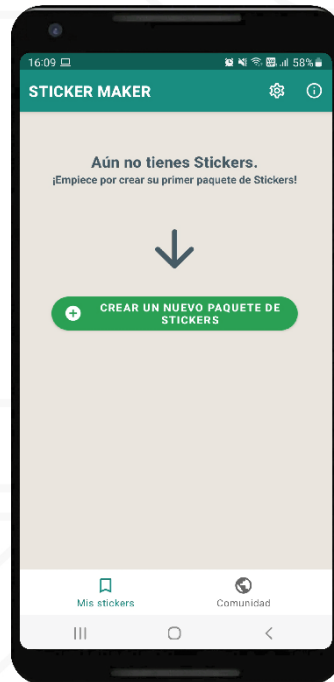 16:09 58%
STICKER MAKER
Aún no tienes Stickers.
¡Empiece por crear su primer paquete de Stickers!
CREAR UN NUEVO PAQUETE DE
STICKERS
Mis stickers Comunidad